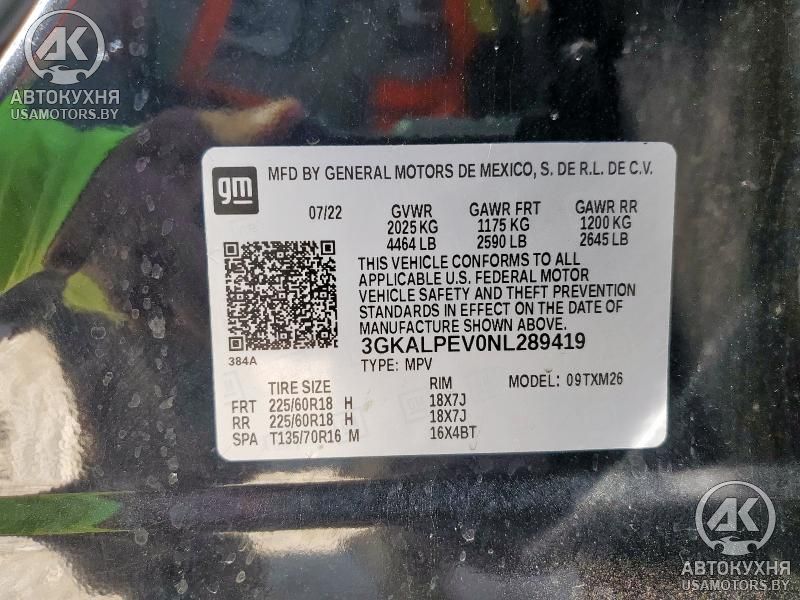 AK
АВТОКУХНЯ
USAMOTORS.BY
gm
MFD BY GENERAL MOTORS DE MEXICO, S. DE R.L. DE C.V.
07/22 GVWR GAWR FRT GAWR RR
2025 KG 1175 KG 1200 KG
4464 LB 2590 LB 2645 LB
THIS VEHICLE CONFORMS TO ALL
APPLICABLE U.S. FEDERAL MOTOR
VEHICLE SAFETY AND THEFT PREVENTION
STANDARDS IN EFFECT ON THE DATE OF
MANUFACTURE SHOWN ABOVE.
384A
3GKALPEV0NL289419
TYPE: MPV MODEL: 09TXM26
TIRE SIZE RIM
FRT 225/60R18 H 18X7J
RR 225/60R18 H 18X7J
SPA T135/70R16 M 16X4BT
AK
АВТОКУХНЯ
USAMOTORS.BY